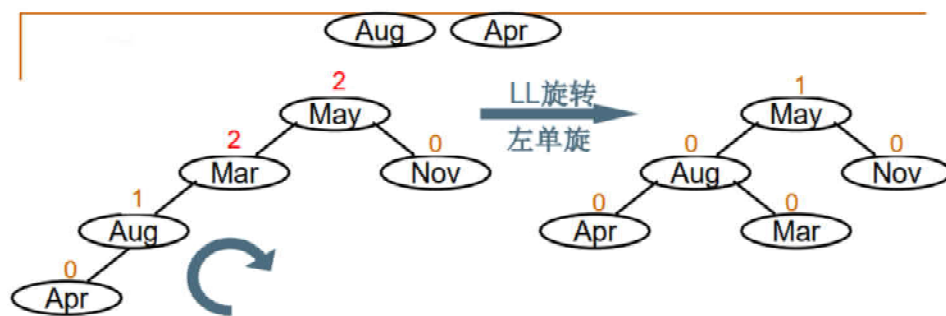 Aug Apr
2 LL旋转 1
May May
2 0 左单旋 0 0
Mar Nov Aug Nov
1 0 0
Aug Apr Mar
0
Apr